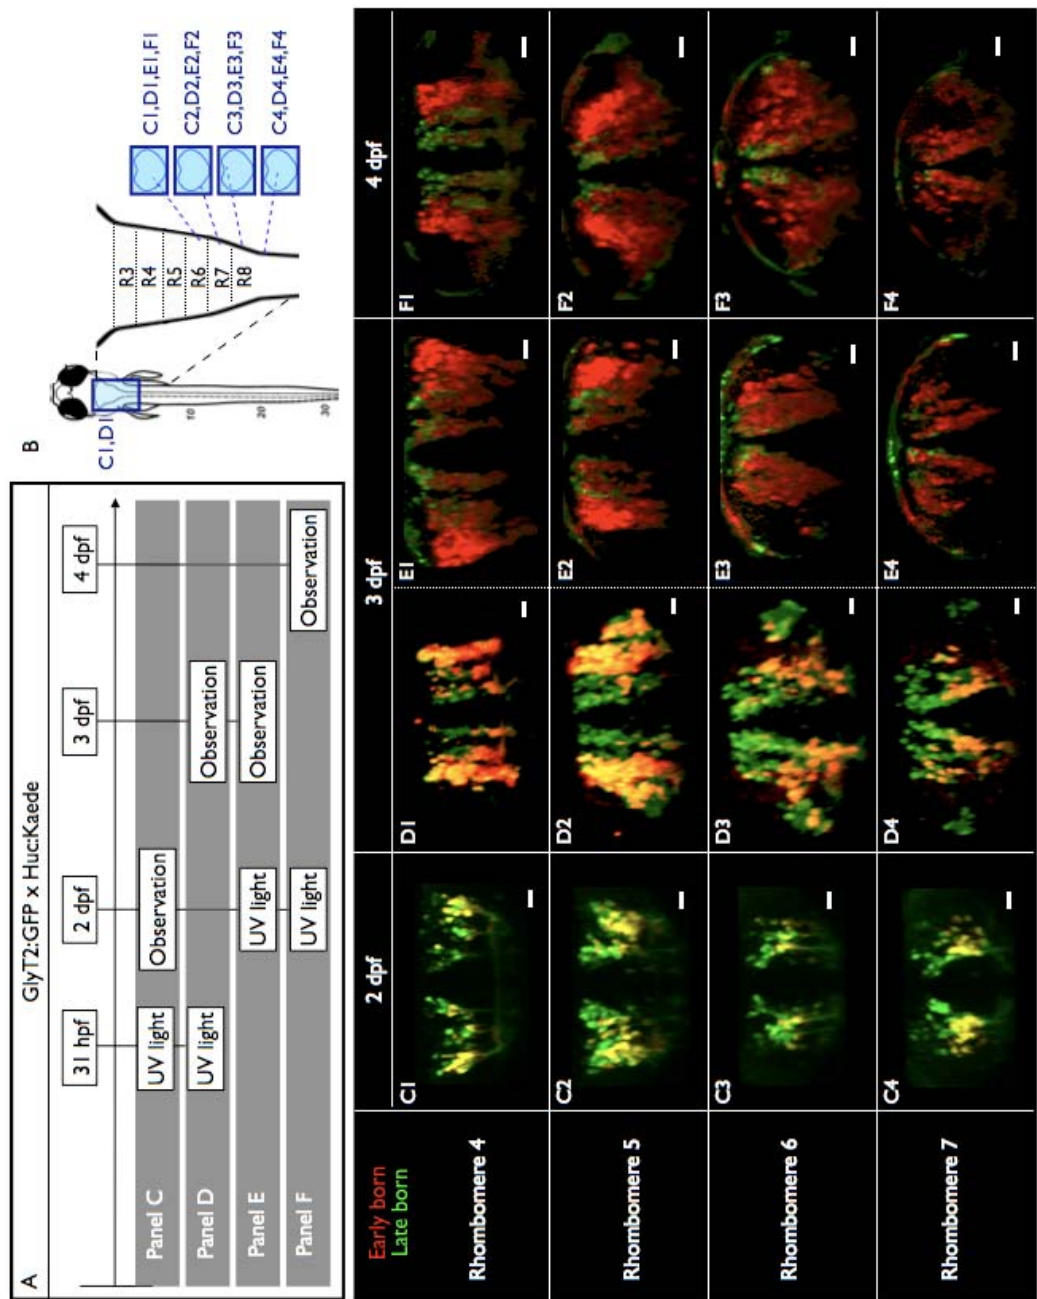 A
GlyT2:GFP x Huc:Kaede
31 hpf
2 dpf
3 dpf
4 dpf
Panel C
UV light
Observation
Panel D
UV light
Observation
Panel E
UV light
Observation
Panel F
UV light
Observation
B
C1,D1
10
20
30
R3
R4
R5
R6
R7
R8
C1,D1,E1,F1
C2,D2,E2,F2
C3,D3,E3,F3
C4,D4,E4,F4
Early born
Late born
2 dpf
3 dpf
4 dpf
Rhombomere 4
C1
D1
E1
F1
Rhombomere 5
C2
D2
E2
F2
Rhombomere 6
C3
D3
E3
F3
Rhombomere 7
C4
D4
E4
F4